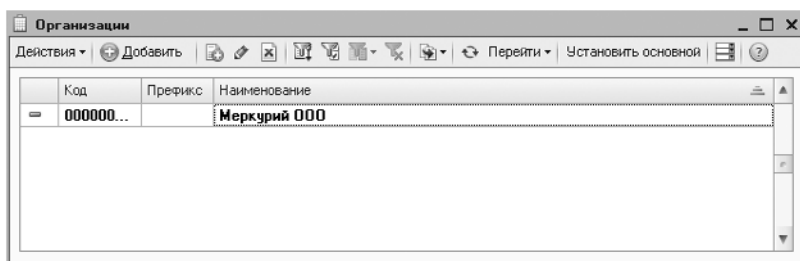 Организации
Действия Добавить Перейти Установить основной ?
Код Префикс Наименование
000000... Меркурий ООО